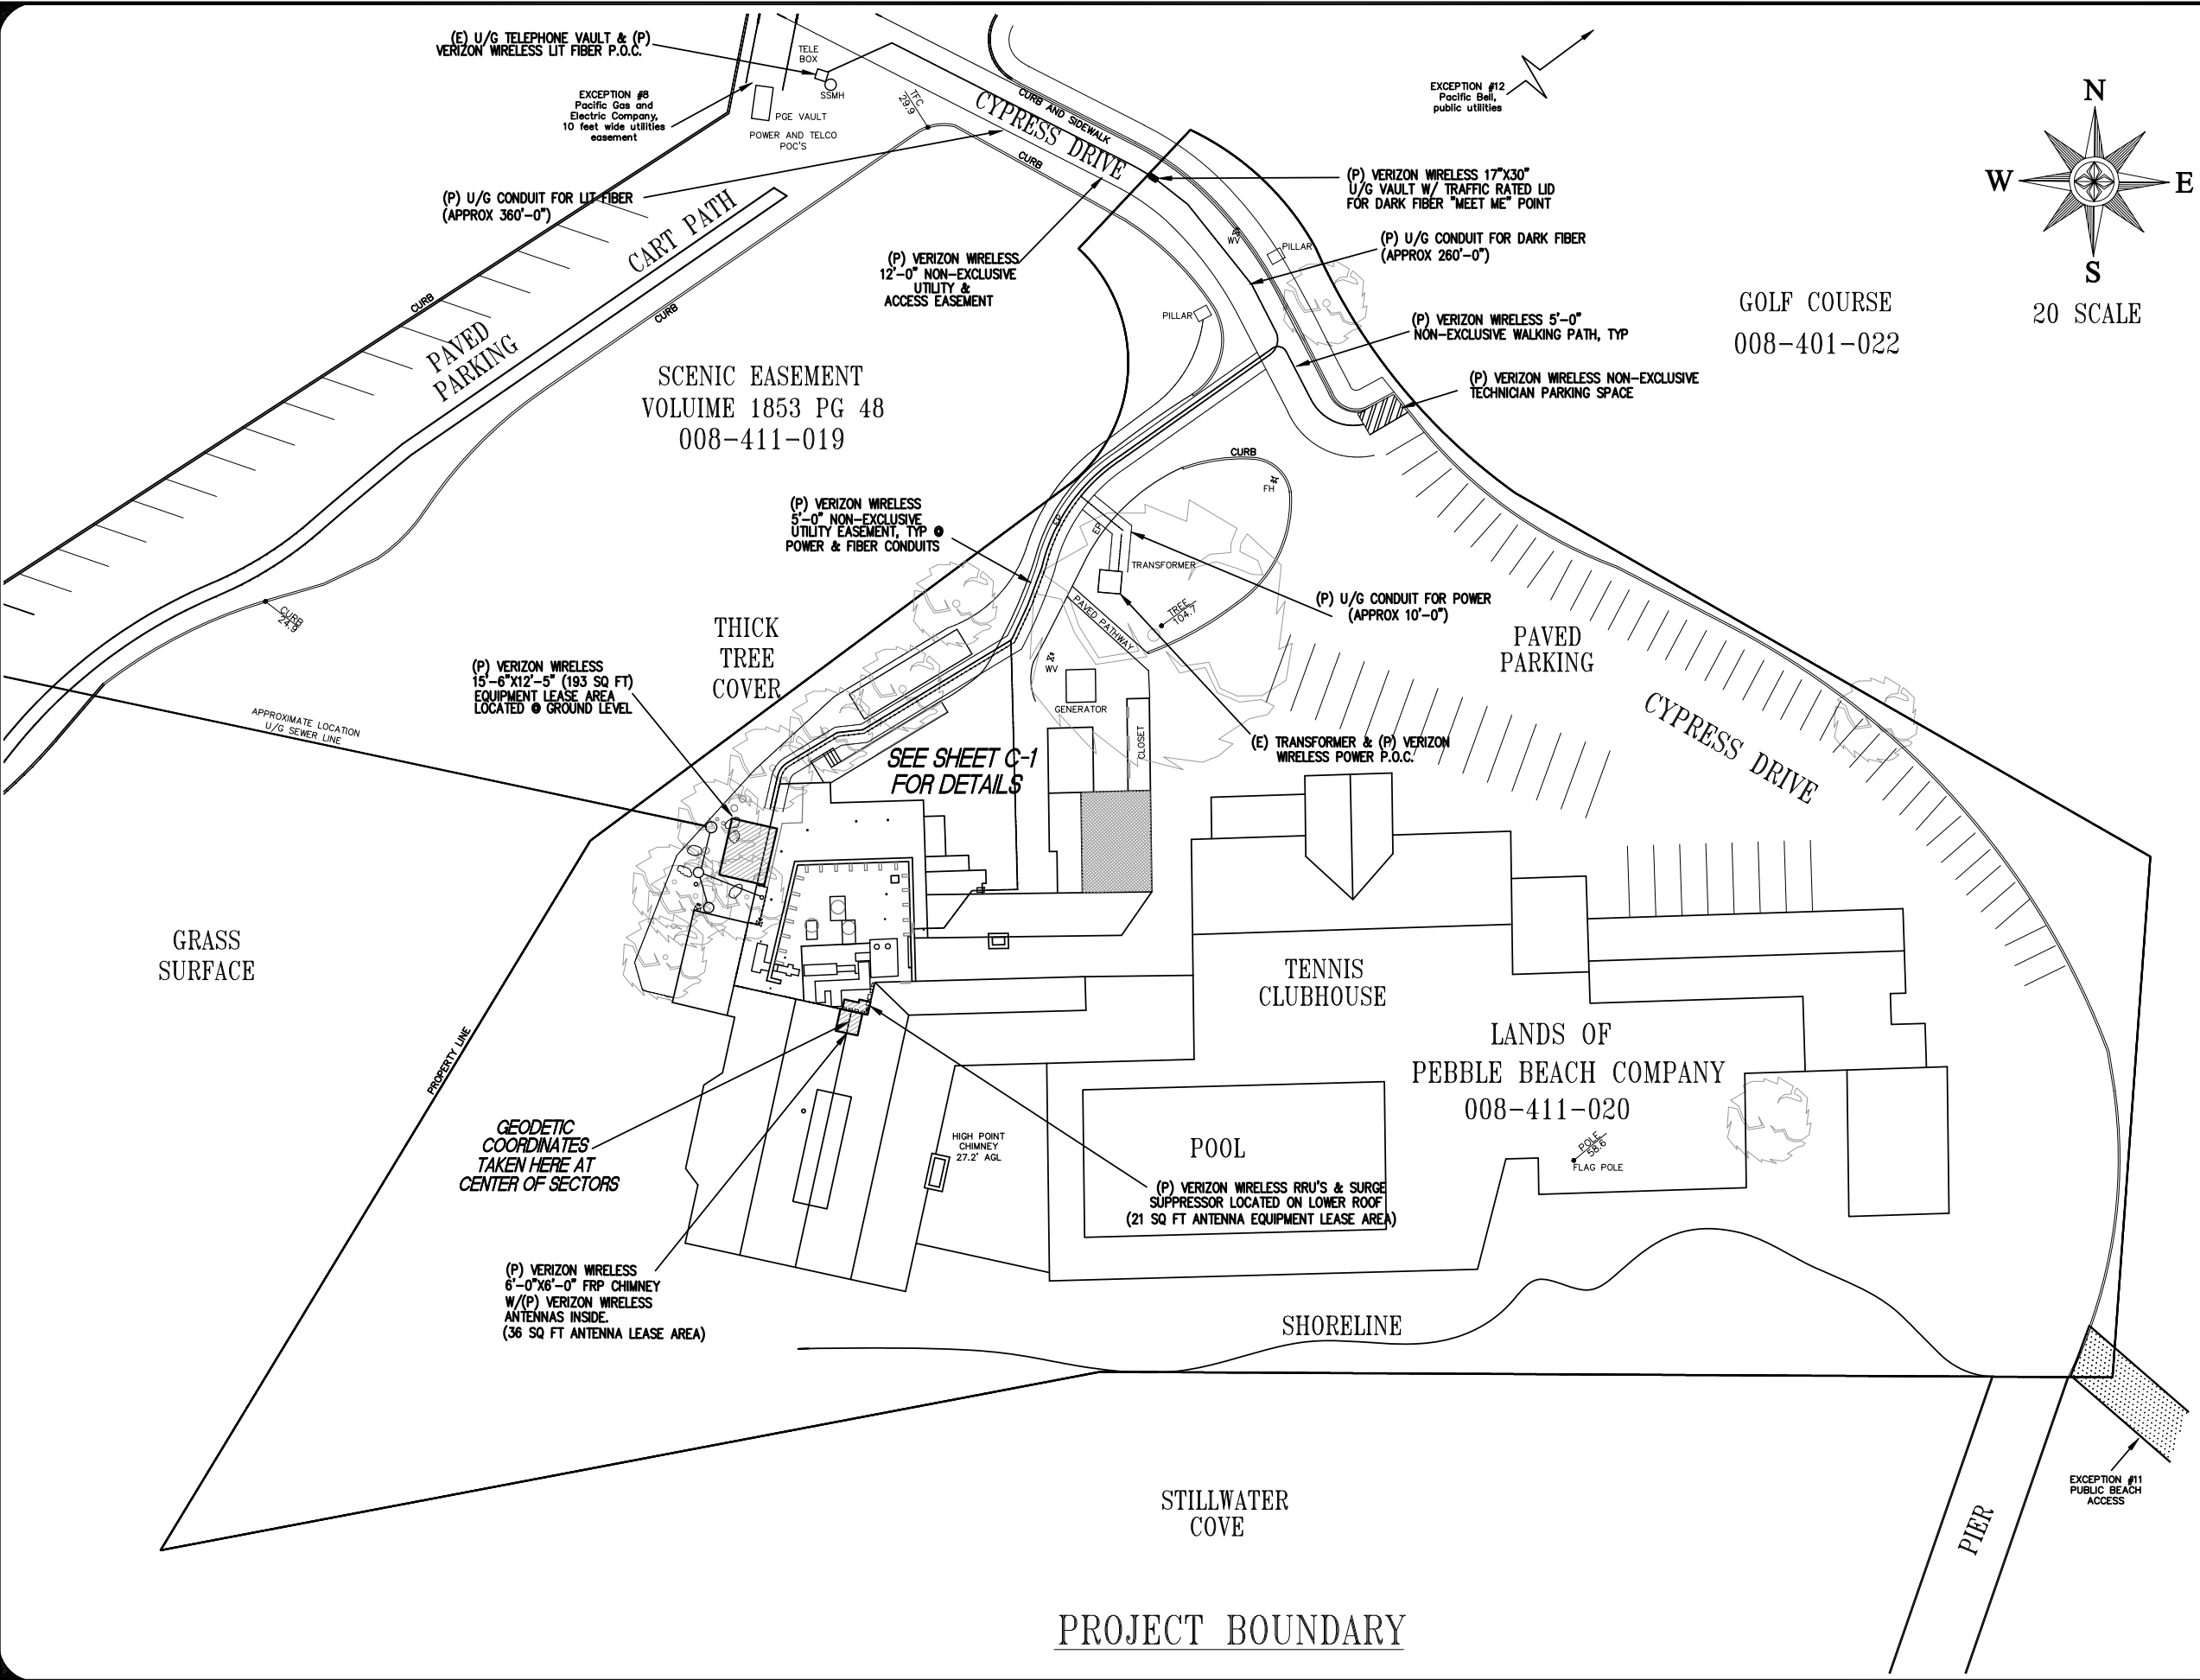 (E) U/G TELEPHONE VAULT & (P)
VERIZON WIRELESS LIT FIBER P.O.C.
TELE
BOX
SSMH
EXCEPTION #8
Pacific Gas and
Electric Company,
10 feet wide utilities
easement
PGE VAULT
POWER AND TELCO
POC'S
TFC
29.9
CURB AND SIDEWALK
CYPRESS DRIVE
CURB
EXCEPTION #12
Pacific Bell,
public utilities
N
W
E
S
20 SCALE
(P) U/G CONDUIT FOR LIT FIBER
(APPROX 360'-0")
(P) VERIZON WIRELESS 17"X30"
U/G VAULT W/ TRAFFIC RATED LID
FOR DARK FIBER "MEET ME" POINT
(P) U/G CONDUIT FOR DARK FIBER
(APPROX 260'-0")
WV
PILLAR
(P) VERIZON WIRELESS
12'-0" NON-EXCLUSIVE
UTILITY &
ACCESS EASEMENT
CART PATH
CURB
CURB
PAVED
PARKING
PILLAR
(P) VERIZON WIRELESS 5'-0"
NON-EXCLUSIVE WALKING PATH, TYP
GOLF COURSE
008-401-022
(P) VERIZON WIRELESS NON-EXCLUSIVE
TECHNICIAN PARKING SPACE
SCENIC EASEMENT
VOLUIME 1853 PG 48
008-411-019
CURB
FH
(P) VERIZON WIRELESS
5'-0" NON-EXCLUSIVE
UTILITY EASEMENT, TYP @
POWER & FIBER CONDUITS
EP
EP
TRANSFORMER
(P) U/G CONDUIT FOR POWER
(APPROX 10'-0")
TREE
104.7
PAVED PATHWAY
CURB
24.9
THICK
TREE
COVER
PAVED
PARKING
(P) VERIZON WIRELESS
15'-6"X12'-5" (193 SQ FT)
EQUIPMENT LEASE AREA
LOCATED @ GROUND LEVEL
WV
GENERATOR
CLOSET
APPROXIMATE LOCATION
U/G SEWER LINE
SEE SHEET C-1
FOR DETAILS
(E) TRANSFORMER & (P) VERIZON
WIRELESS POWER P.O.C.
CYPRESS DRIVE
GRASS
SURFACE
TENNIS
CLUBHOUSE
PROPERTY LINE
LANDS OF
PEBBLE BEACH COMPANY
008-411-020
GEODETIC
COORDINATES
TAKEN HERE AT
CENTER OF SECTORS
HIGH POINT
CHIMNEY
27.2' AGL
POOL
POLE
58.6
FLAG POLE
(P) VERIZON WIRELESS RRU'S & SURGE
SUPPRESSOR LOCATED ON LOWER ROOF
(21 SQ FT ANTENNA EQUIPMENT LEASE AREA)
(P) VERIZON WIRELESS
6'-0"X6'-0" FRP CHIMNEY
W/(P) VERIZON WIRELESS
ANTENNAS INSIDE.
(36 SQ FT ANTENNA LEASE AREA)
SHORELINE
STILLWATER
COVE
PIER
EXCEPTION #11
PUBLIC BEACH
ACCESS
PROJECT BOUNDARY